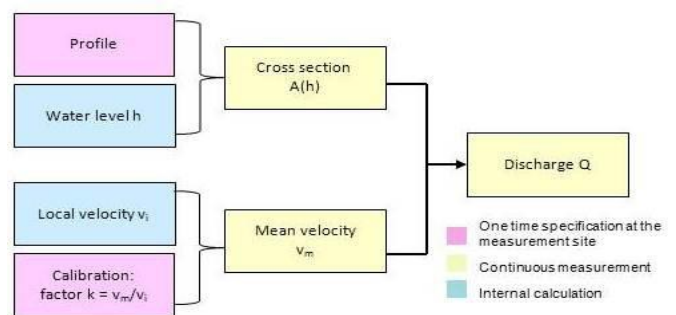 Profile
Water level h
Cross section
A(h)
Discharge Q
Local velocity vᵢ
Calibration:
factor k = vₘ/vᵢ
Mean velocity
vₘ
One time specification at the
measurement site
Continuous measurement
Internal calculation